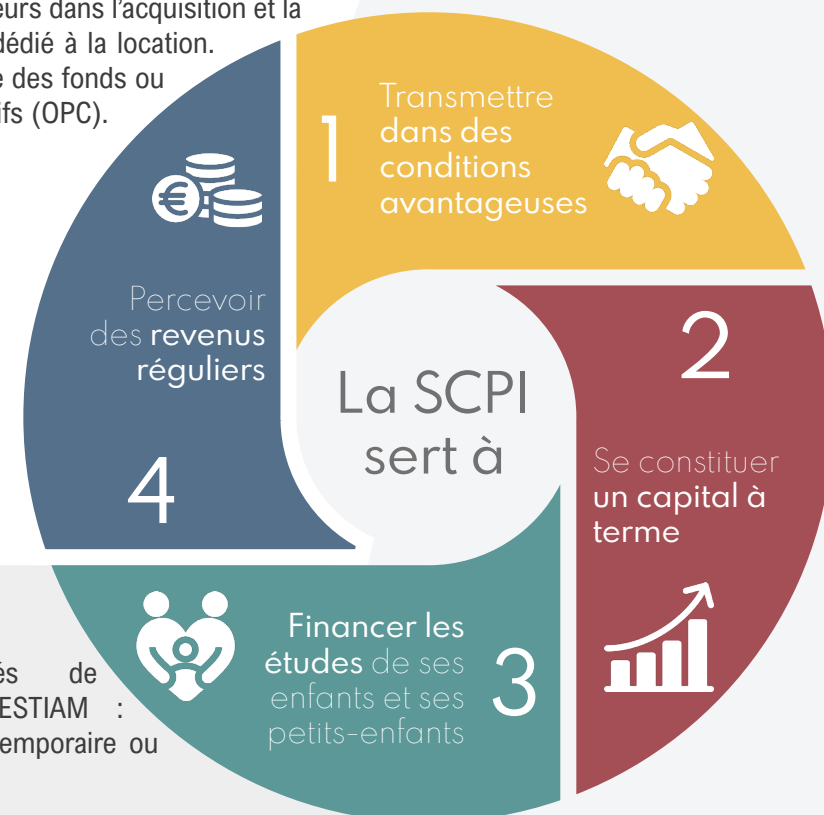 eurs dans l'acquisition et la
dédié à la location.
e des fonds ou
ifs (OPC).
1
Transmettre
dans des
conditions
avantageuses
2
Se constituer
un capital à
terme
Financer les
études de ses
enfants et ses
petits-enfants
3
Percevoir
des revenus
réguliers
4
€
La SCPI
sert à
és de
ESTIAM :
emporaire ou